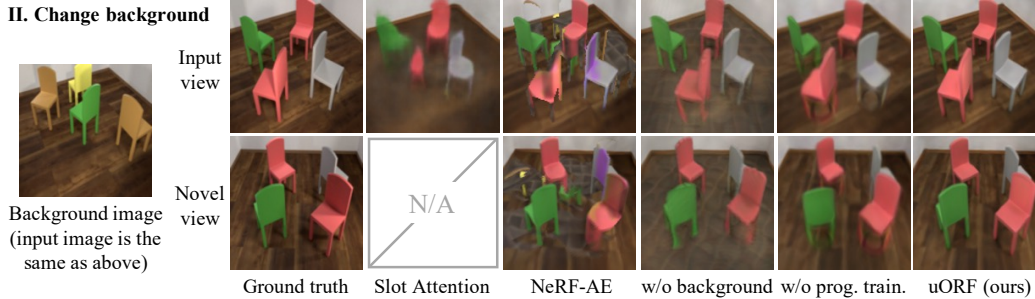 II. Change background
Input
view
Novel
view
N/A
Background image
(input image is the
same as above)
Ground truth
Slot Attention
NeRF-AE
w/o background
w/o prog. train.
uORF (ours)